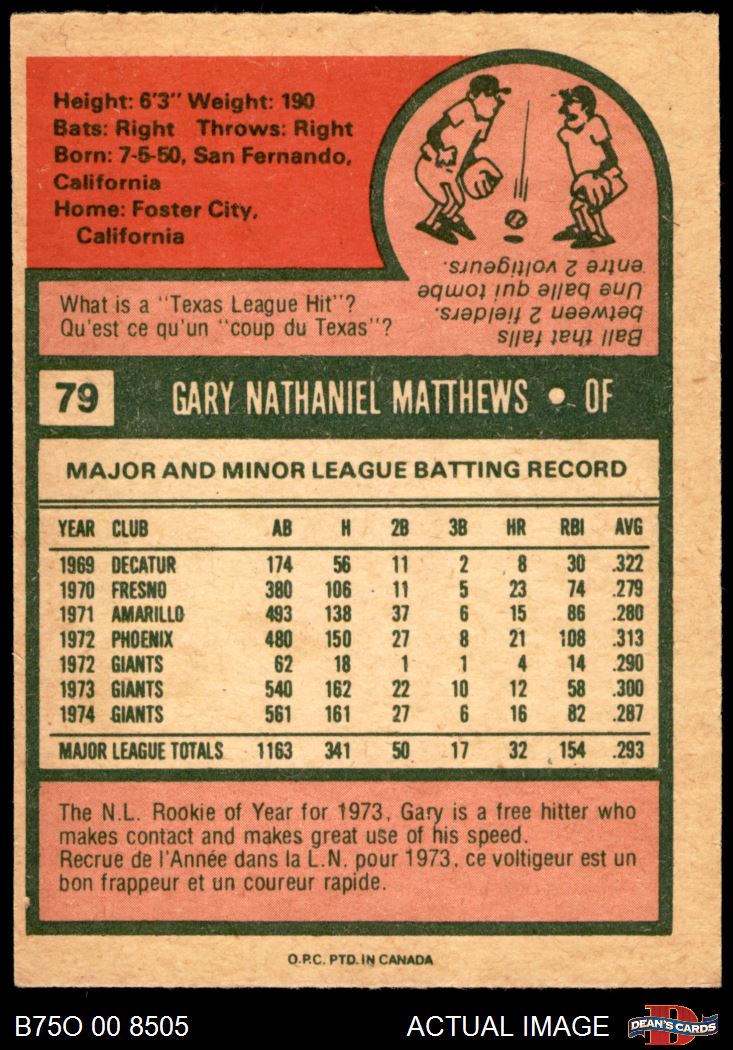 Height: 6'3" Weight: 190
Bats: Right Throws: Right
Born: 7-5-50, San Fernando,
California
Home: Foster City,
California
What is a "Texas League Hit"?
Qu'est ce qu'un "coup du Texas"?
Ball that falls
between 2 fielders.
Une balle qui tombe
entre 2 voltigeurs.
79 GARY NATHANIEL MATTHEWS • OF
MAJOR AND MINOR LEAGUE BATTING RECORD
YEAR CLUB AB H 2B 3B HR RBI AVG
1969 DECATUR 174 56 11 2 8 30 .322
1970 FRESNO 380 106 11 5 23 74 .279
1971 AMARILLO 493 138 37 6 15 86 .280
1972 PHOENIX 480 150 27 8 21 108 .313
1972 GIANTS 62 18 1 1 4 14 .290
1973 GIANTS 540 162 22 10 12 58 .300
1974 GIANTS 561 161 27 6 16 82 .287
MAJOR LEAGUE TOTALS 1163 341 50 17 32 154 .293
The N.L. Rookie of Year for 1973, Gary is a free hitter who
makes contact and makes great use of his speed.
Recrue de l'Année dans la L.N. pour 1973, ce voltigeur est un
bon frappeur et un coureur rapide.
O.P.C. PTD. IN CANADA
B75O 00 8505 ACTUAL IMAGE DEAN'S CARDS